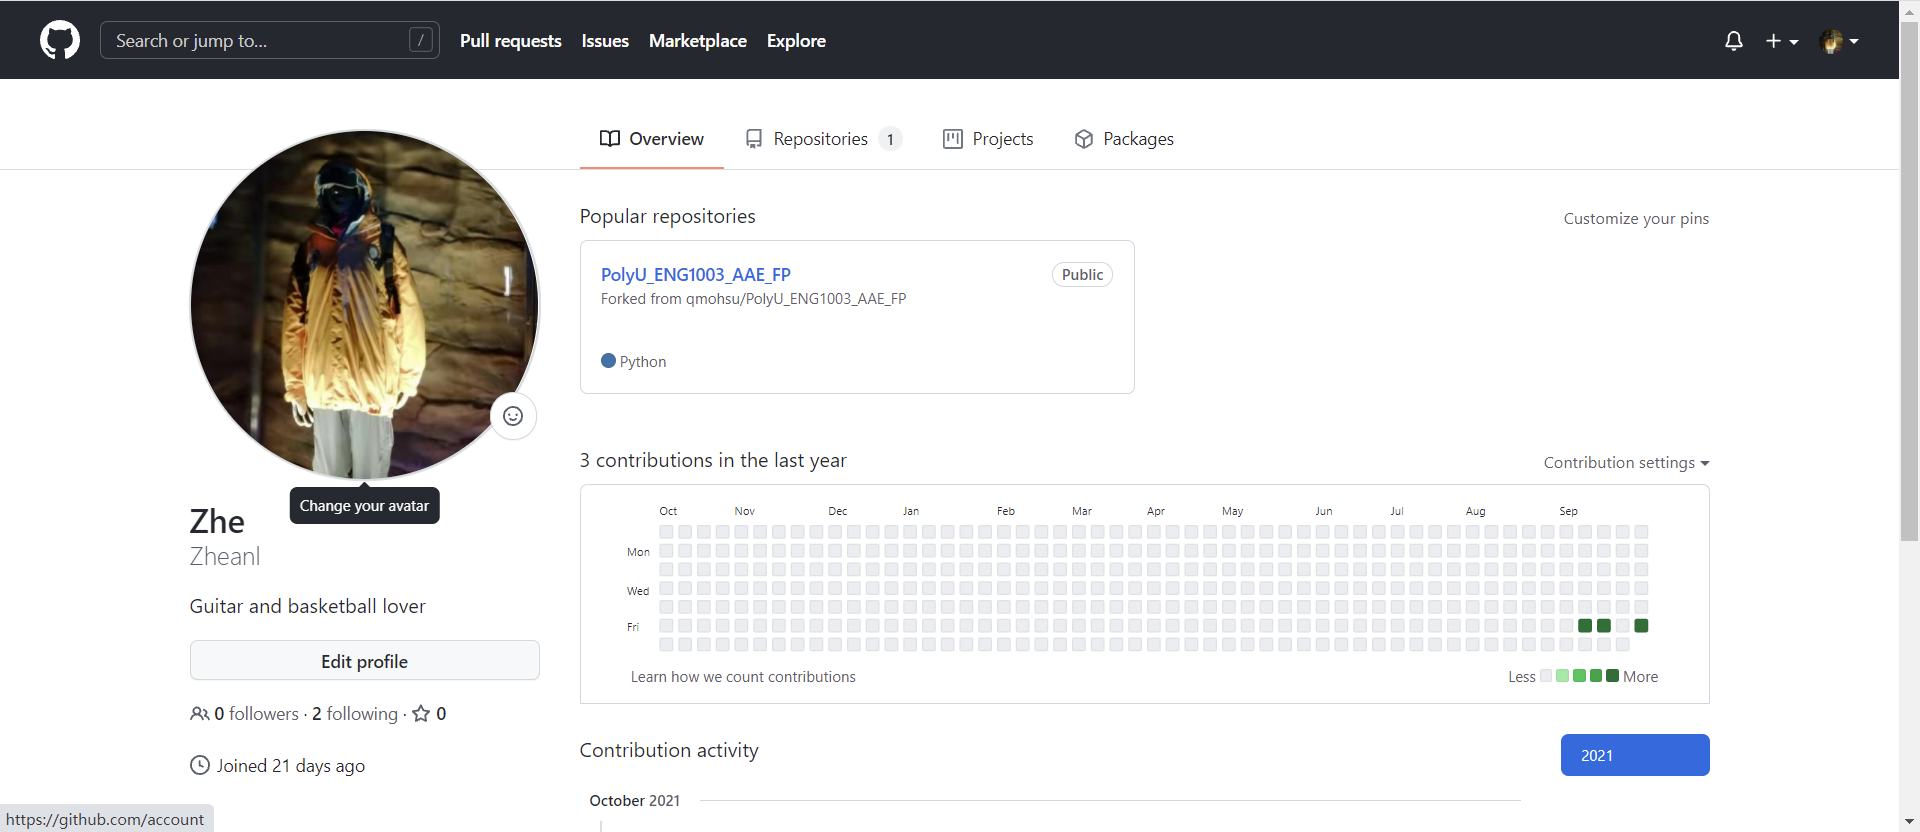 Search or jump to... /
Pull requests Issues Marketplace Explore
Overview Repositories 1 Projects Packages
Change your avatar
Zhe
Zheanl
Guitar and basketball lover
Edit profile
0 followers · 2 following · 0
Joined 21 days ago
Popular repositories
Customize your pins
PolyU_ENG1003_AAE_FP Public
Forked from qmohsu/PolyU_ENG1003_AAE_FP
Python
3 contributions in the last year
Contribution settings
Oct Nov Dec Jan Feb Mar Apr May Jun Jul Aug Sep
Mon
Wed
Fri
Learn how we count contributions
Less More
Contribution activity
2021
October 2021
https://github.com/account